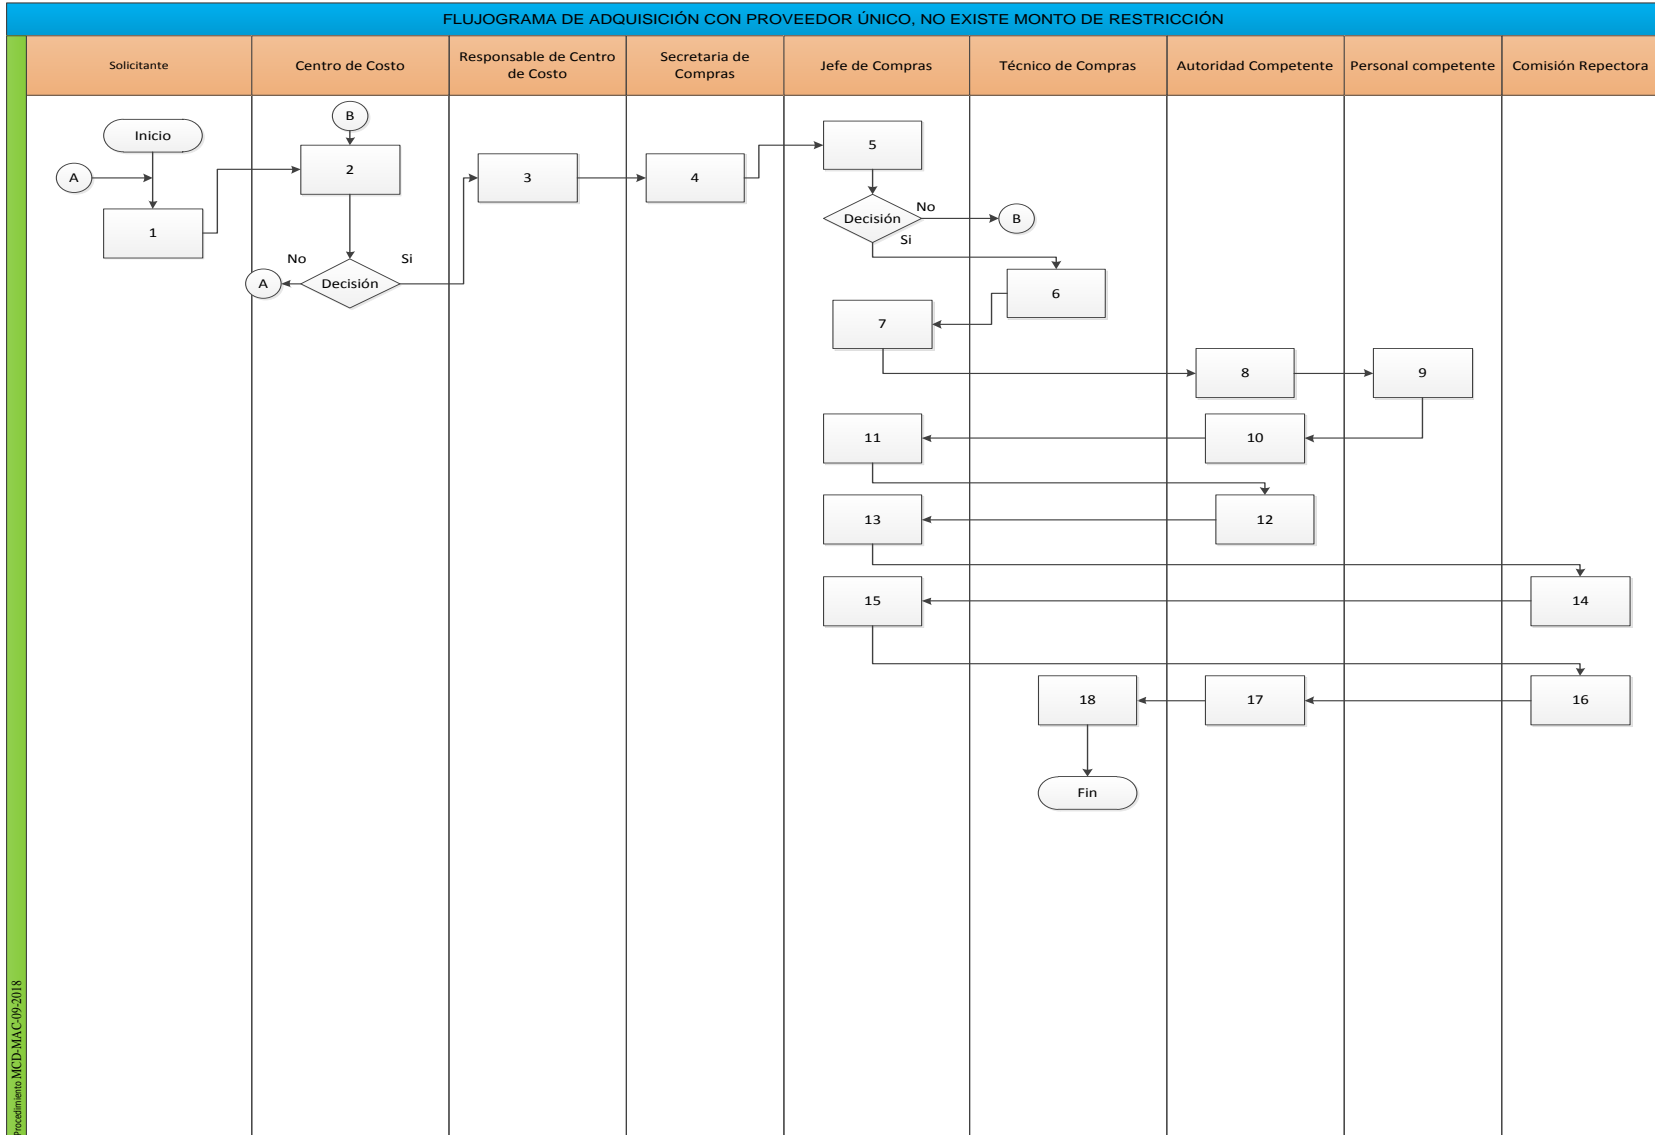 FLUJOGRAMA DE ADQUISICIÓN CON PROVEEDOR ÚNICO, NO EXISTE MONTO DE RESTRICCIÓN
Solicitante
Centro de Costo
Responsable de Centro
de Costo
Secretaria de
Compras
Jefe de Compras
Técnico de Compras
Autoridad Competente
Personal competente
Comisión Repectora
B
Inicio
A
1
2
3
4
5
Decisión
No
B
Si
No
Si
A
Decisión
6
7
8
9
11
10
13
12
15
14
18
17
16
Fin
Procedimiento MCD-MAC-09-2018